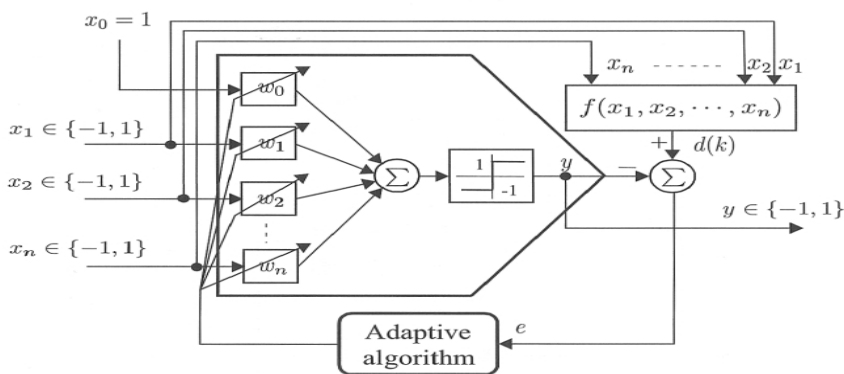 x₀ = 1
xₙ ------ x₂ x₁
w₀
f(x₁, x₂, ⋯, xₙ)
x₁ ∈ {−1, 1}
w₁
+ d(k)
Σ
1
-1
y
−
Σ
x₂ ∈ {−1, 1}
w₂
y ∈ {−1, 1}
xₙ ∈ {−1, 1}
wₙ
e
Adaptive
algorithm